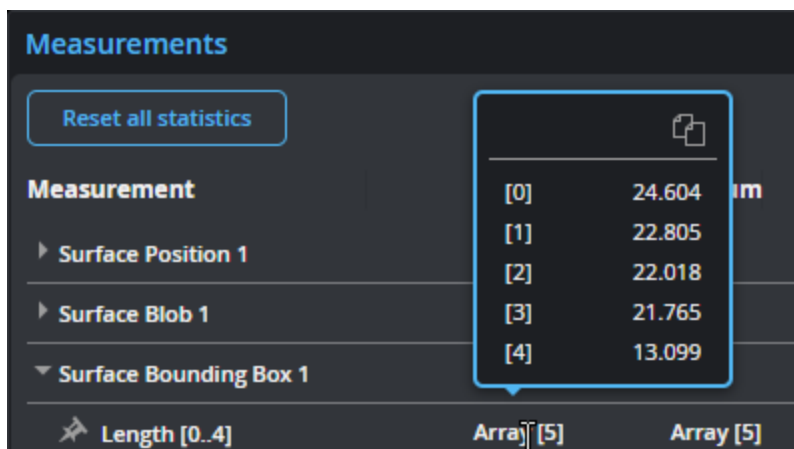 Measurements
Reset all statistics
Measurement
um
[0] 24.604
[1] 22.805
[2] 22.018
[3] 21.765
[4] 13.099
Surface Position 1
Surface Blob 1
Surface Bounding Box 1
Length [0..4] Array [5] Array [5]